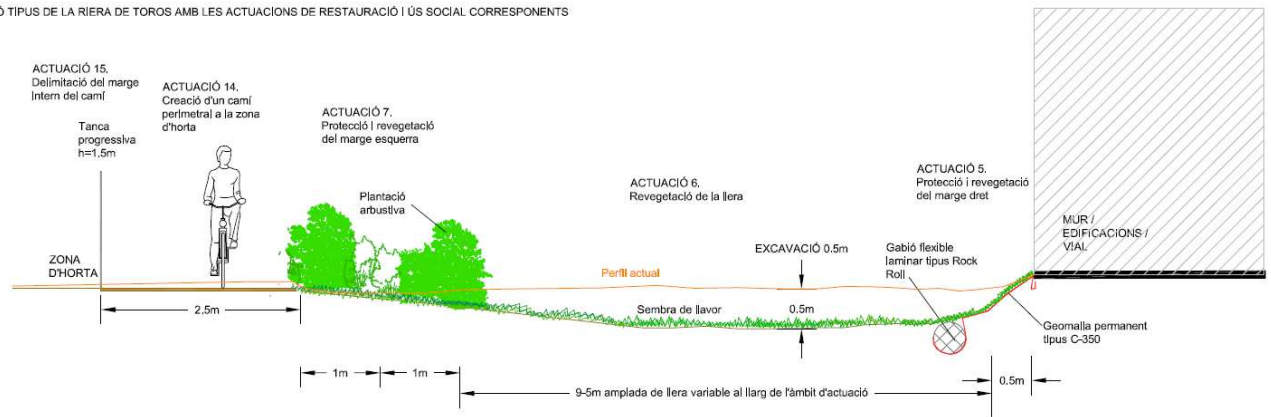 Ó TIPUS DE LA RIERA DE TOROS AMB LES ACTUACIONS DE RESTAURACIÓ I ÚS SOCIAL CORRESPONENTS
ACTUACIÓ 15.
Delimitació del marge
intern del camí
Tanca
progressiva
h=1.5m
ACTUACIÓ 14.
Creació d'un camí
perimetral a la zona
d'horta
ACTUACIÓ 7.
Protecció i revegetació
del marge esquerra
Plantació
arbustiva
ACTUACIÓ 6.
Revegetació de la llera
ACTUACIÓ 5.
Protecció i revegetació
del marge dret
MUR /
EDIFICACIONS /
VIAL
EXCAVACIÓ 0.5m
Gabió flexible
laminar tipus Rock
Roll
ZONA
D'HORTA
Perfil actual
2.5m
Sembra de llavor
0.5m
Geomalla permanent
tipus C-350
1m
1m
9-5m amplada de llera variable al llarg de l'àmbit d'actuació
0.5m